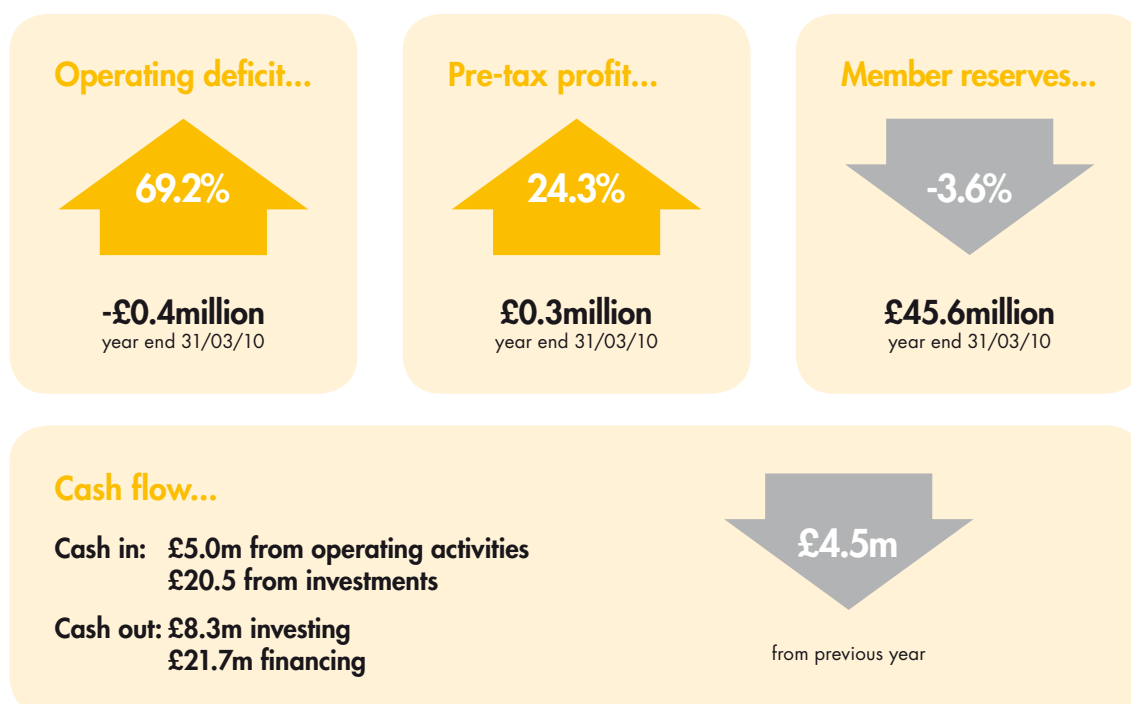 Operating deficit...
69.2%
-£0.4million
year end 31/03/10
Pre-tax profit...
24.3%
£0.3million
year end 31/03/10
Member reserves...
-3.6%
£45.6million
year end 31/03/10
Cash flow...
Cash in: £5.0m from operating activities
£20.5 from investments
Cash out: £8.3m investing
£21.7m financing
£4.5m
from previous year